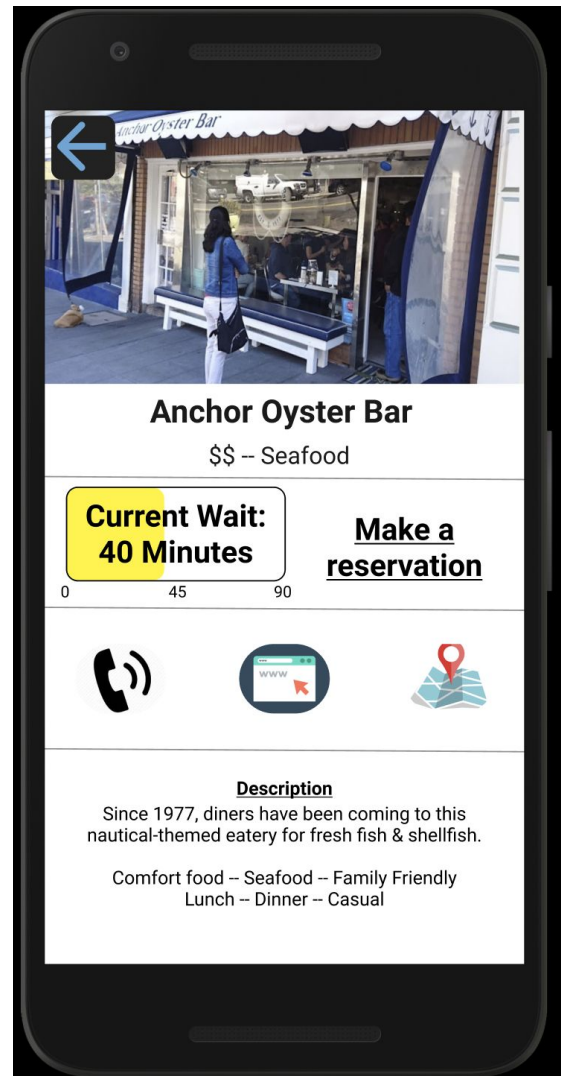 Anchor Oyster Bar
Anchor Oyster Bar
$$ -- Seafood
Current Wait:
40 Minutes
0 45 90
Make a
reservation
www
Description
Since 1977, diners have been coming to this
nautical-themed eatery for fresh fish & shellfish.
Comfort food -- Seafood -- Family Friendly
Lunch -- Dinner -- Casual